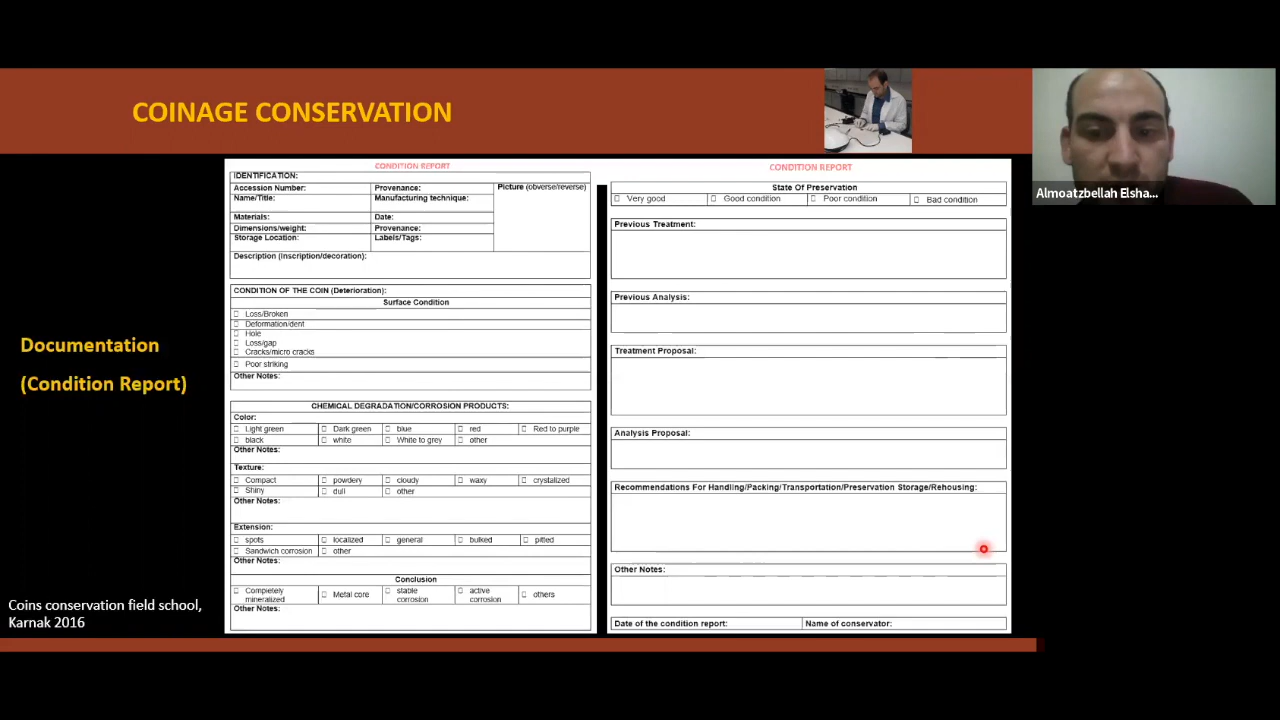 COINAGE CONSERVATION
Almoatzbellah Elsha...
Documentation
(Condition Report)
Coins conservation field school,
Karnak 2016
CONDITION REPORT
IDENTIFICATION:
Accession Number: Provenance: Picture (obverse/reverse)
Name/Title: Manufacturing technique:
Materials: Date:
Dimensions/weight: Provenance:
Storage Location: Labels/Tags:
Description (Inscription/decoration):
CONDITION OF THE COIN (Deterioration):
Surface Condition
Loss/Broken
Deformation/dent
Hole
Loss/gap
Cracks/micro cracks
Poor striking
Other Notes:
CHEMICAL DEGRADATION/CORROSION PRODUCTS:
Color:
Light green Dark green blue red Red to purple
black white White to grey other
Other Notes:
Texture:
Compact powdery cloudy waxy crystalized
Shiny dull other
Other Notes:
Extension:
spots localized general bulked pitted
Sandwich corrosion other
Other Notes:
Conclusion
Completely mineralized Metal core stable corrosion active corrosion others
Other Notes:
CONDITION REPORT
State Of Preservation
Very good Good condition Poor condition Bad condition
Previous Treatment:
Previous Analysis:
Treatment Proposal:
Analysis Proposal:
Recommendations For Handling/Packing/Transportation/Preservation Storage/Rehousing:
Other Notes:
Date of the condition report: Name of conservator: